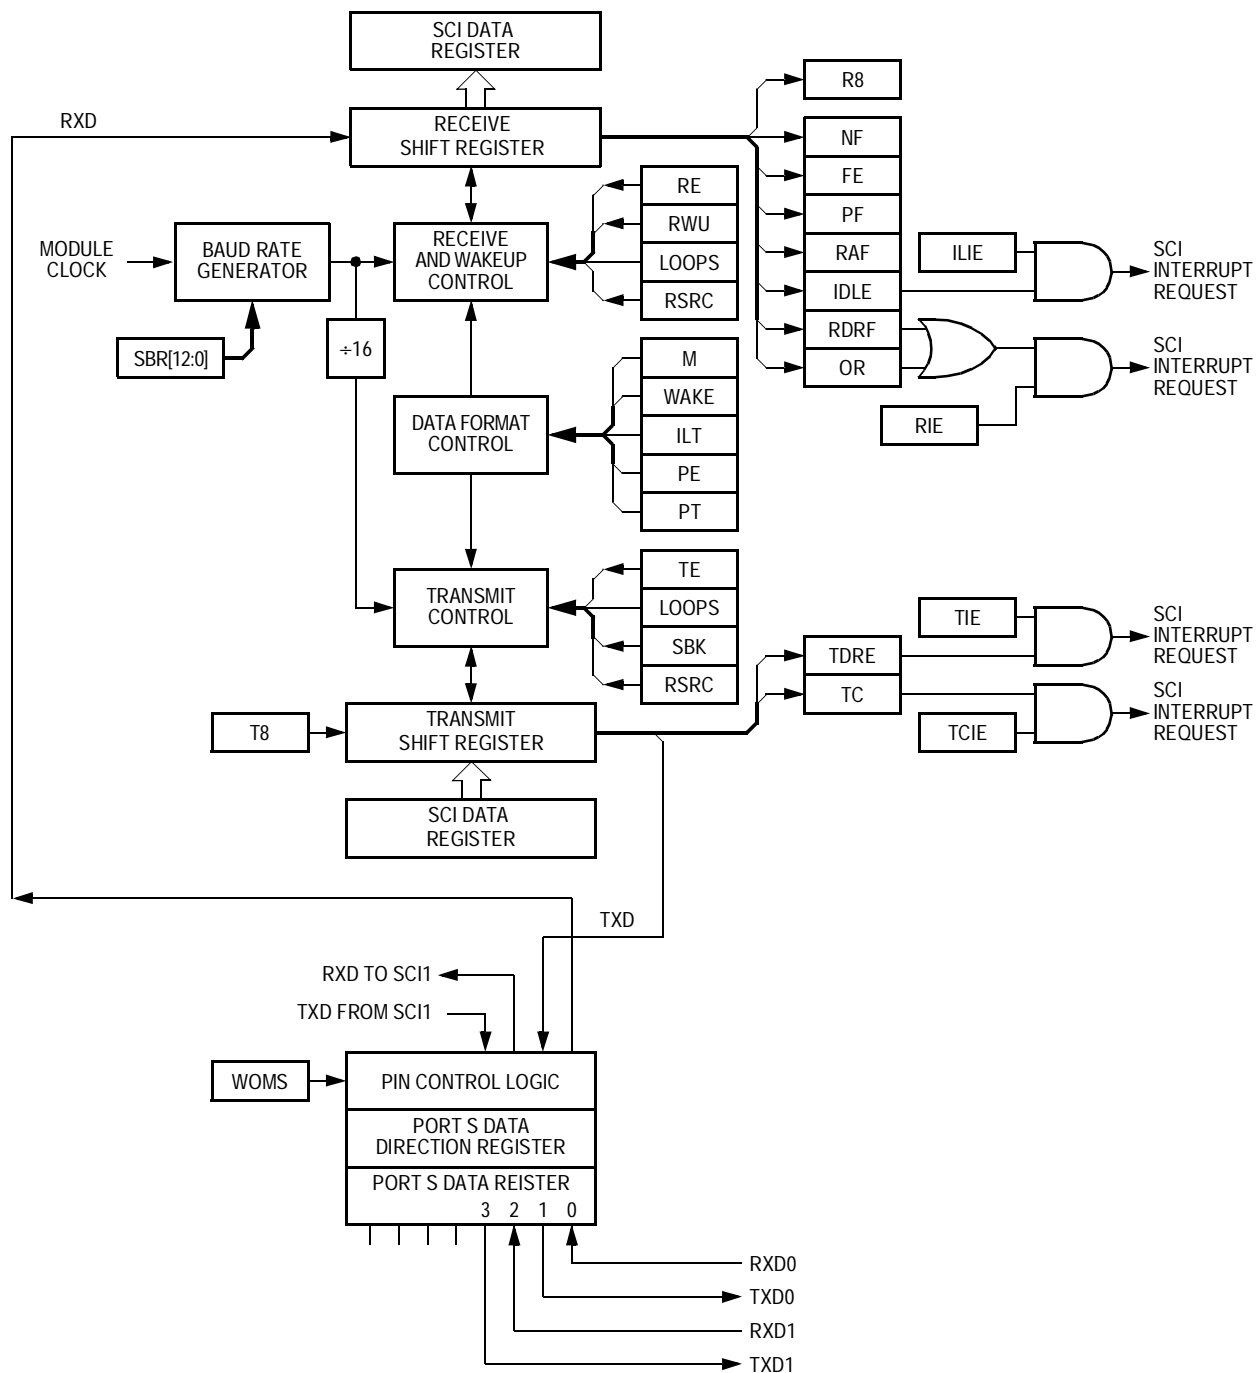 SCI DATA
REGISTER
R8
RXD
RECEIVE
SHIFT REGISTER
NF
FE
PF
RAF
IDLE
RDRF
OR
RE
RWU
LOOPS
RSRC
MODULE
CLOCK
BAUD RATE
GENERATOR
RECEIVE
AND WAKEUP
CONTROL
ILIE
SCI
INTERRUPT
REQUEST
SBR[12:0]
÷16
SCI
INTERRUPT
REQUEST
RIE
M
WAKE
ILT
PE
PT
DATA FORMAT
CONTROL
TE
LOOPS
SBK
RSRC
TRANSMIT
CONTROL
TIE
SCI
INTERRUPT
REQUEST
TDRE
TC
TCIE
SCI
INTERRUPT
REQUEST
T8
TRANSMIT
SHIFT REGISTER
SCI DATA
REGISTER
TXD
RXD TO SCI1
TXD FROM SCI1
WOMS
PIN CONTROL LOGIC
PORT S DATA
DIRECTION REGISTER
PORT S DATA REISTER
3 2 1 0
RXD0
TXD0
RXD1
TXD1